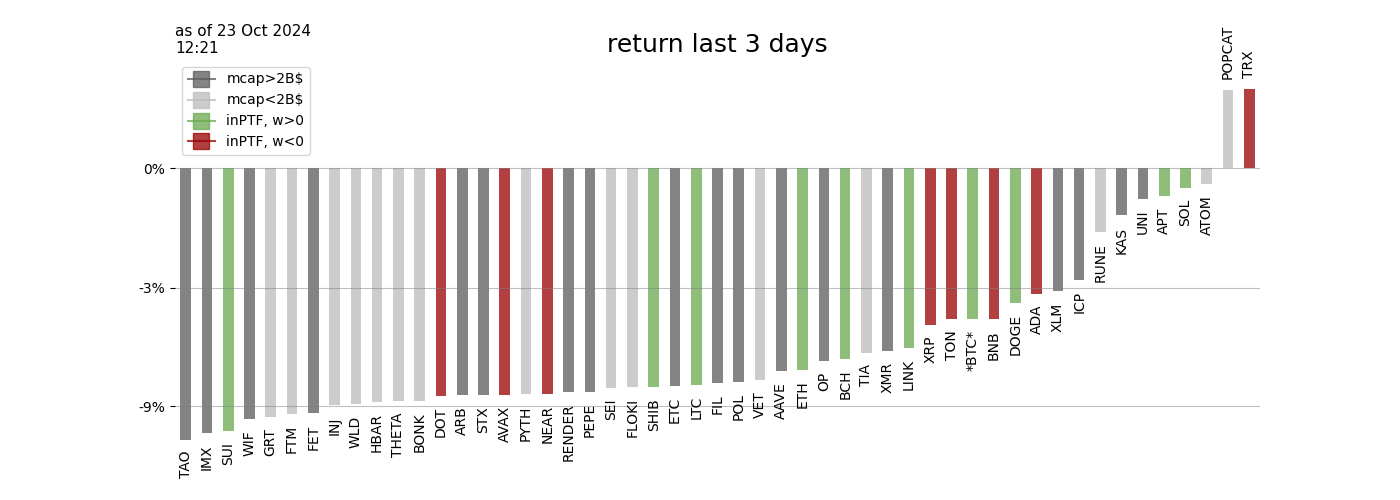 as of 23 Oct 2024
12:21
return last 3 days
mcap>2B$
mcap<2B$
inPTF, w>0
inPTF, w<0
0%
-3%
-9%
TAO
IMX
SUI
WIF
GRT
FTM
FET
INJ
WLD
HBAR
THETA
BONK
DOT
ARB
STX
AVAX
PYTH
NEAR
RENDER
PEPE
SEI
FLOKI
SHIB
ETC
LTC
FIL
POL
VET
AAVE
ETH
OP
BCH
TIA
XMR
LINK
XRP
TON
*BTC*
BNB
DOGE
ADA
XLM
ICP
RUNE
KAS
UNI
APT
SOL
ATOM
POPCAT
TRX